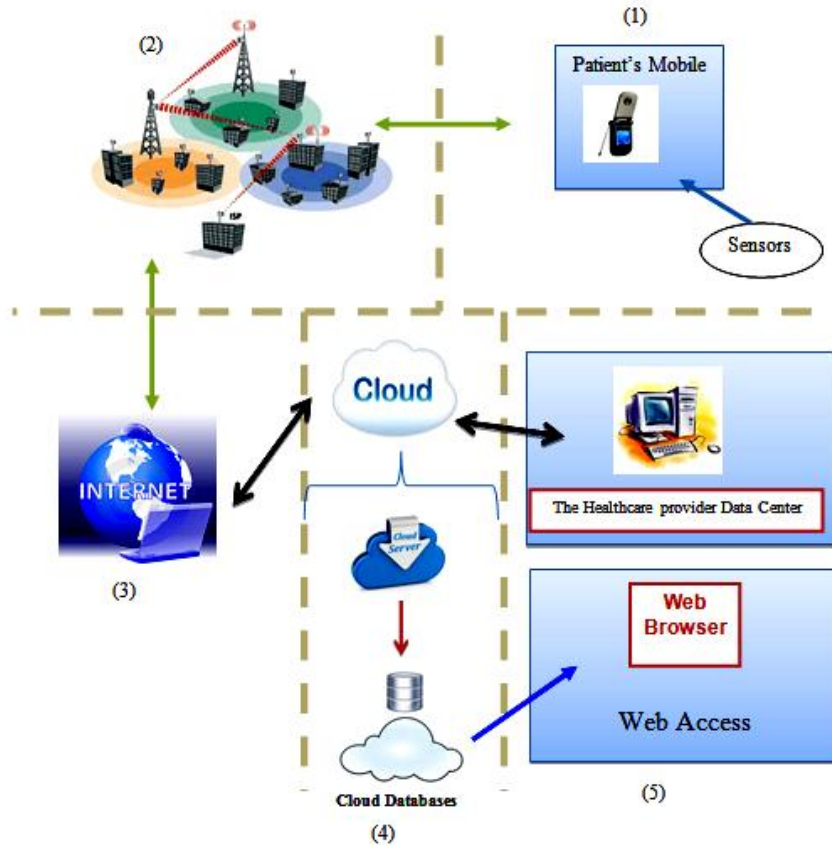 (1)
(2)
Patient's Mobile
ISP
Sensors
Cloud
INTERNET
The Healthcare provider Data Center
Cloud
Server
(3)
Web
Browser
Web Access
Cloud Databases
(4)
(5)